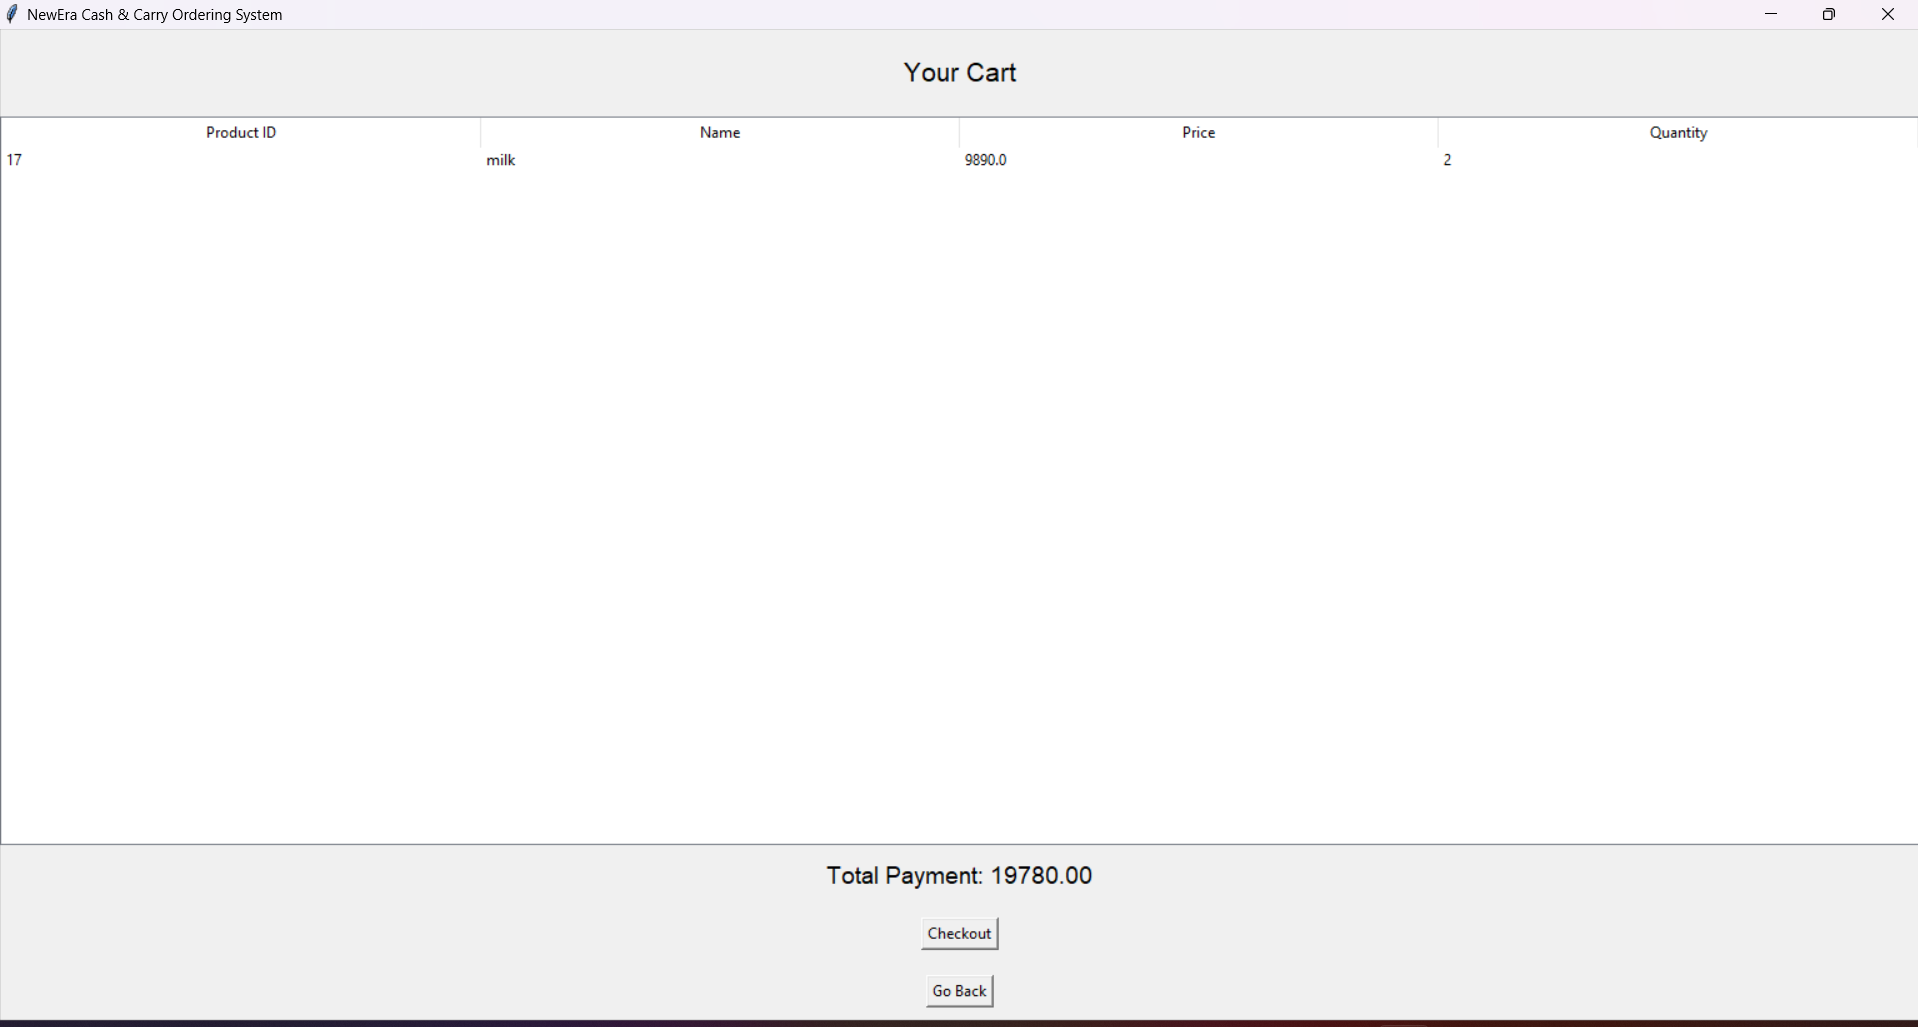 NewEra Cash & Carry Ordering System
Your Cart
Product ID Name Price Quantity
17 milk 9890.0 2
Total Payment: 19780.00
Checkout
Go Back